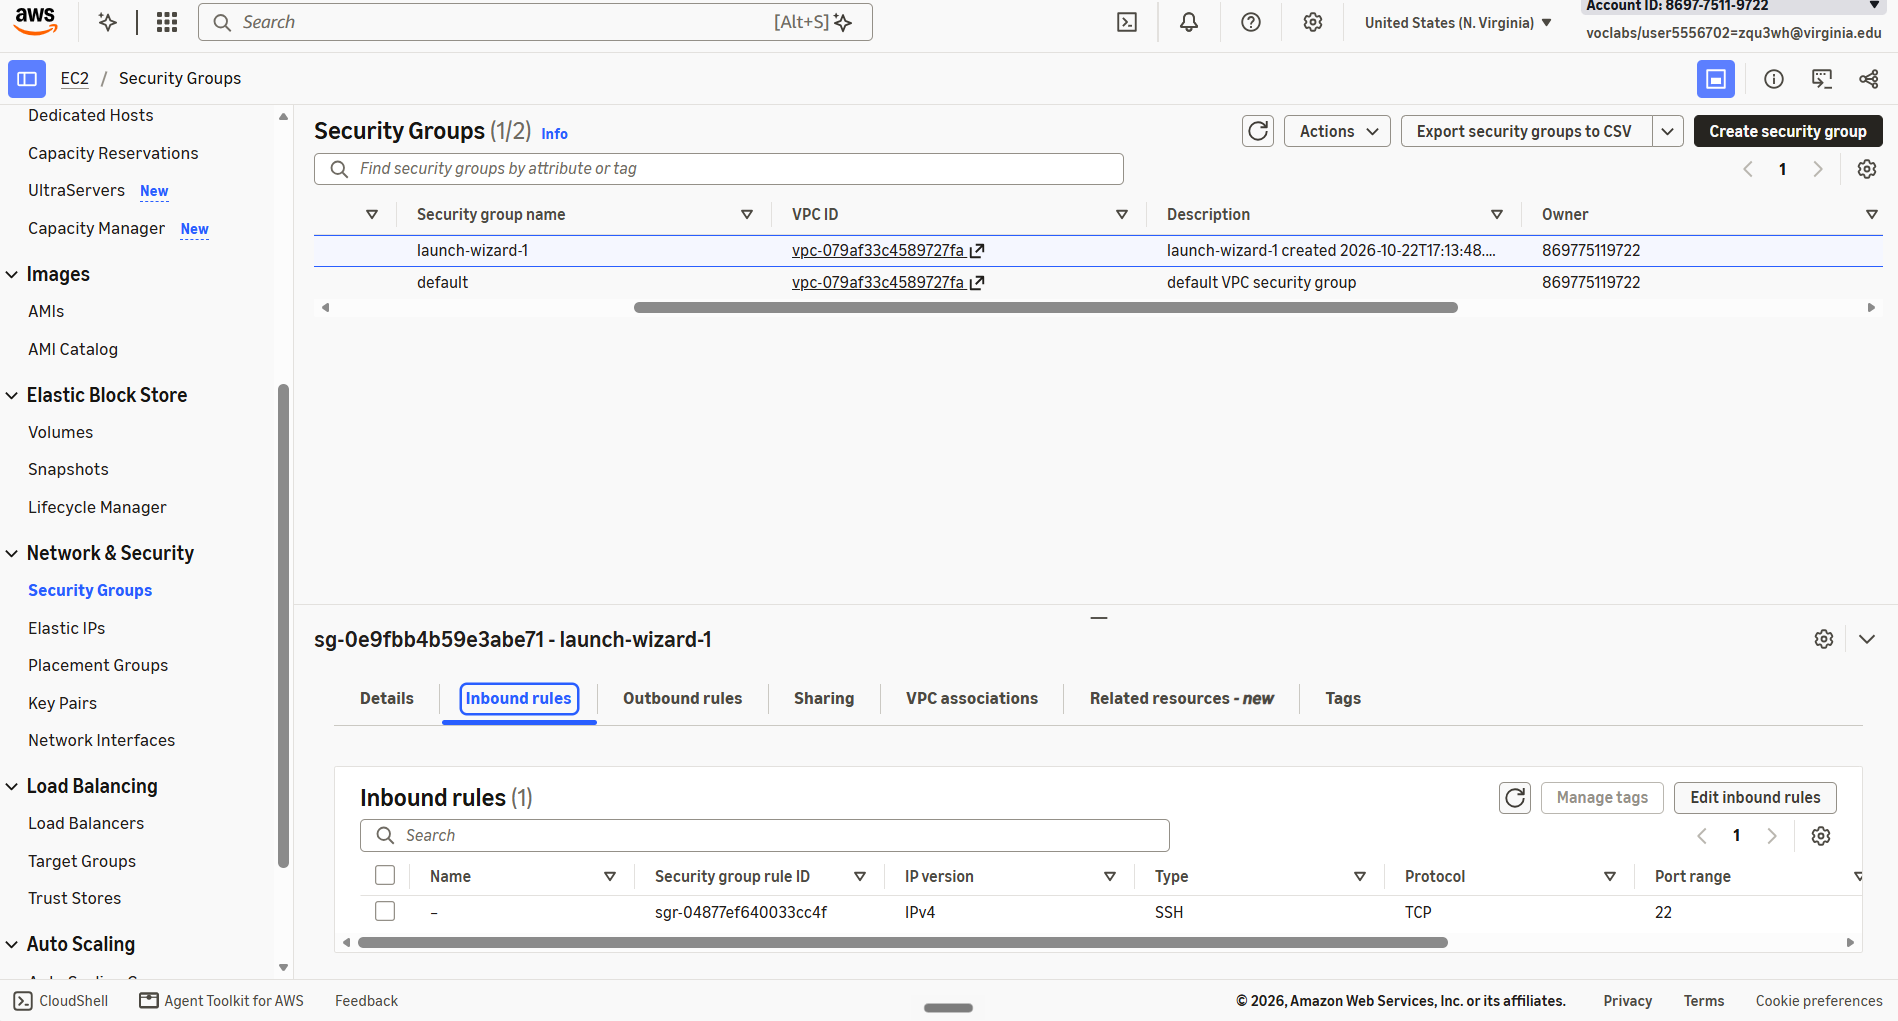 aws
Search
[Alt+S]
United States (N. Virginia)
Account ID: 8697-7511-9722
voclabs/user5556702=zqu3wh@virginia.edu
EC2 / Security Groups
Dedicated Hosts
Capacity Reservations
UltraServers New
Capacity Manager New
Images
AMIs
AMI Catalog
Elastic Block Store
Volumes
Snapshots
Lifecycle Manager
Network & Security
Security Groups
Elastic IPs
Placement Groups
Key Pairs
Network Interfaces
Load Balancing
Load Balancers
Target Groups
Trust Stores
Auto Scaling
Security Groups (1/2) Info
Actions
Export security groups to CSV
Create security group
Find security groups by attribute or tag
1
Security group name VPC ID Description Owner
launch-wizard-1 vpc-079af33c4589727fa launch-wizard-1 created 2026-10-22T17:13:48.... 869775119722
default vpc-079af33c4589727fa default VPC security group 869775119722
sg-0e9fbb4b59e3abe71 - launch-wizard-1
Details Inbound rules Outbound rules Sharing VPC associations Related resources - new Tags
Inbound rules (1)
Manage tags
Edit inbound rules
Search
1
Name Security group rule ID IP version Type Protocol Port range
– sgr-04877ef640033cc4f IPv4 SSH TCP 22
CloudShell Agent Toolkit for AWS Feedback
© 2026, Amazon Web Services, Inc. or its affiliates. Privacy Terms Cookie preferences